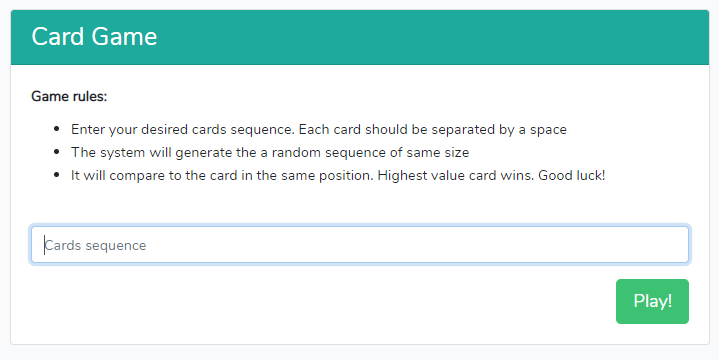 Card Game
Game rules:
Enter your desired cards sequence. Each card should be separated by a space
The system will generate the a random sequence of same size
It will compare to the card in the same position. Highest value card wins. Good luck!
Cards sequence
Play!